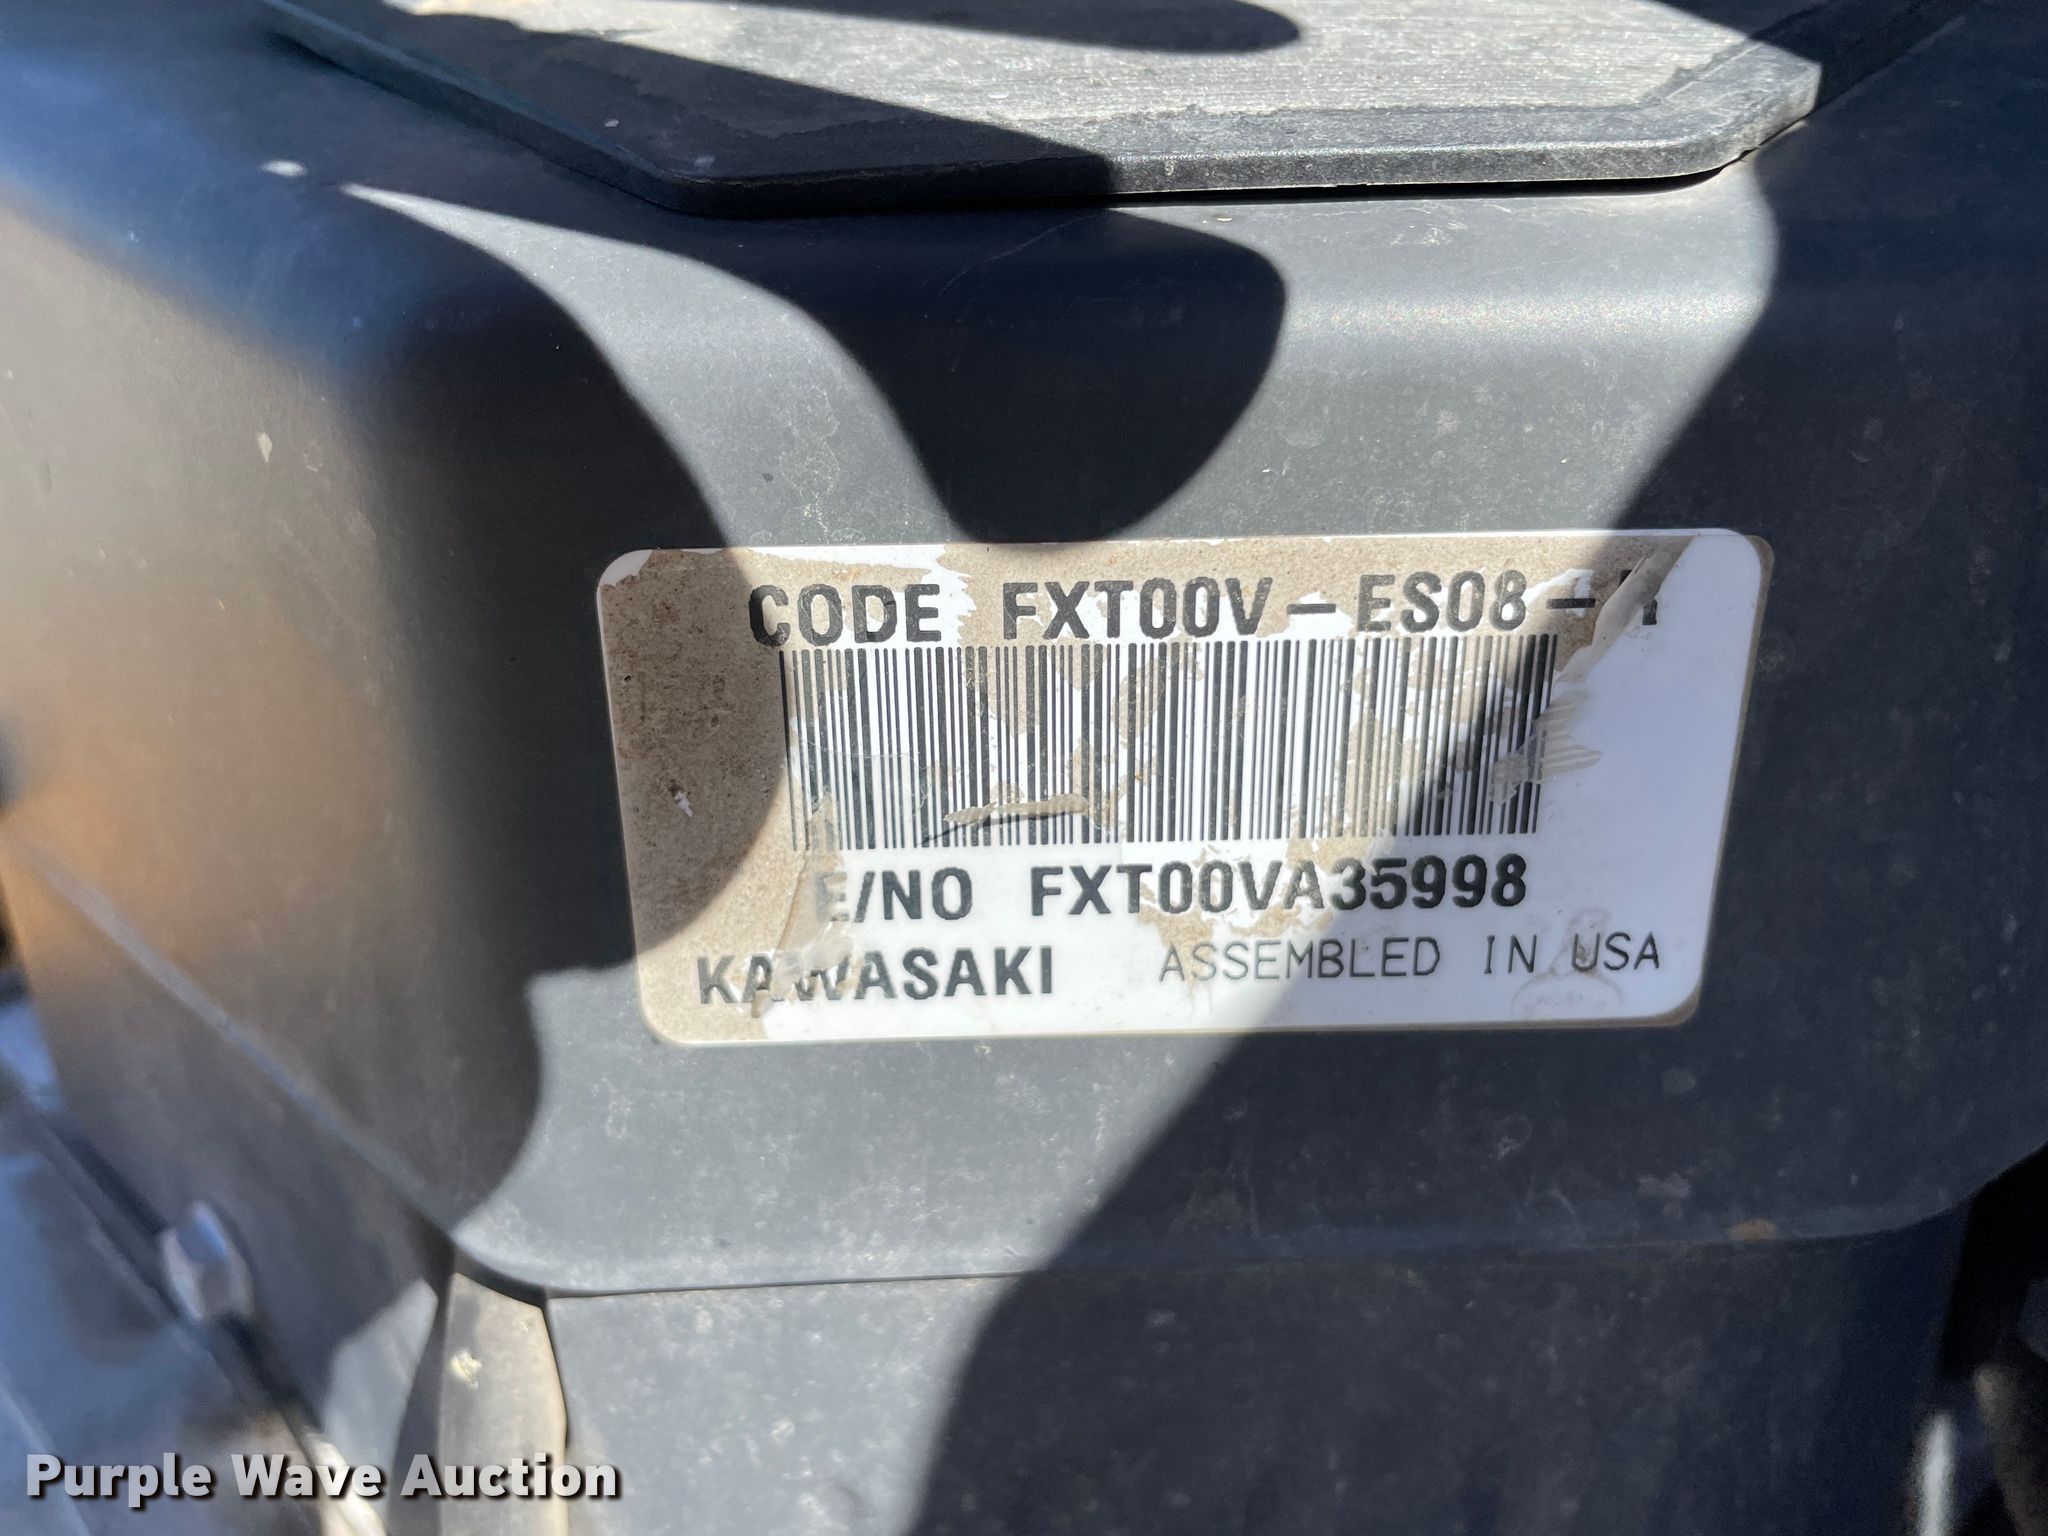 CODE FXT00V-ES08-
E/NO FXT00VA35998
KAWASAKI ASSEMBLED IN USA
Purple Wave Auction